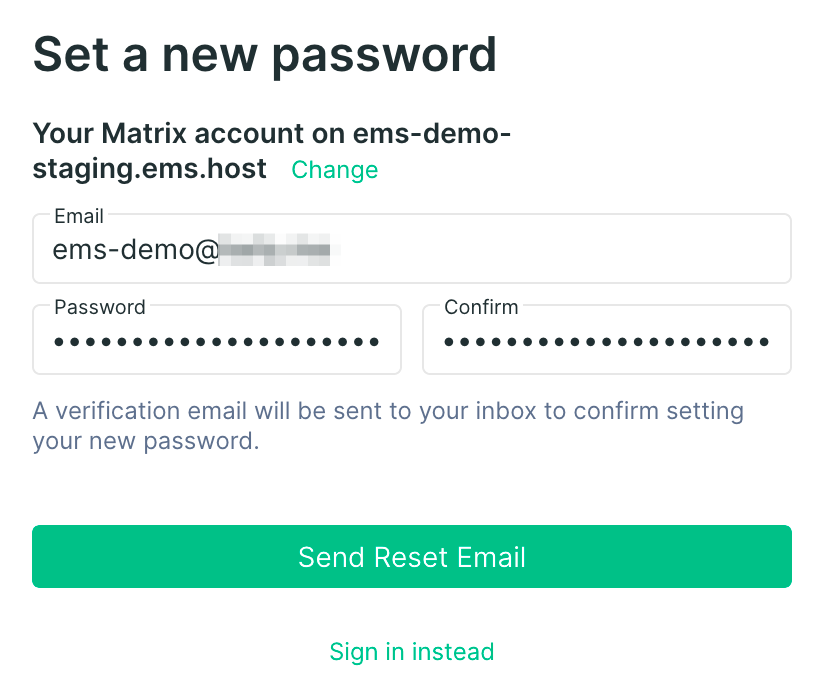 Set a new password
Your Matrix account on ems-demo-
staging.ems.host Change
Email
ems-demo@
Password Confirm
••••••••••••••••••••• •••••••••••••••••••••
A verification email will be sent to your inbox to confirm setting
your new password.
Send Reset Email
Sign in instead